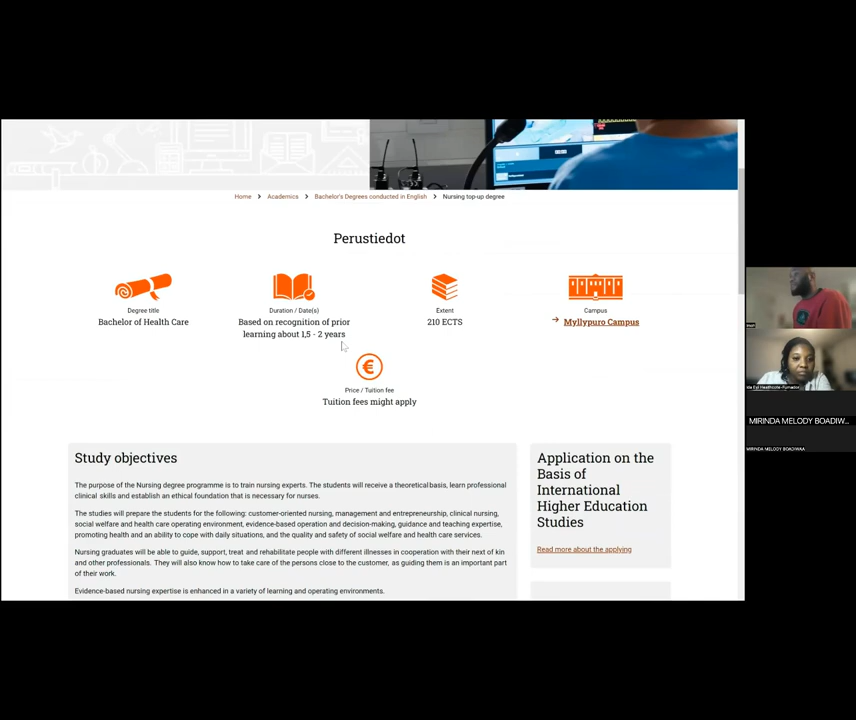 Home > Academics > Bachelor's Degrees conducted in English > Nursing top-up degree
Perustiedot
Degree title
Bachelor of Health Care
Duration / Date(s)
Based on recognition of prior
learning about 1,5 - 2 years
Extent
210 ECTS
Campus
→ Myllypuro Campus
Price / Tuition fee
Tuition fees might apply
Study objectives
The purpose of the Nursing degree programme is to train nursing experts. The students will receive a theoretical basis, learn professional
clinical skills and establish an ethical foundation that is necessary for nurses.
The studies will prepare the students for the following: customer-oriented nursing, management and entrepreneurship, clinical nursing,
social welfare and health care operating environment, evidence-based operation and decision-making, guidance and teaching expertise,
promoting health and an ability to cope with daily situations, and the quality and safety of social welfare and health care services.
Nursing graduates will be able to guide, support, treat and rehabilitate people with different illnesses in cooperation with their next of kin
and other professionals. They will also know how to take care of the persons close to the customer, as guiding them is an important part
of their work.
Evidence-based nursing expertise is enhanced in a variety of learning and operating environments.
Application on the
Basis of
International
Higher Education
Studies
Read more about the applying
MIRINDA MELODY BOADIW...
MIRINDA MELODY BOADIWAA